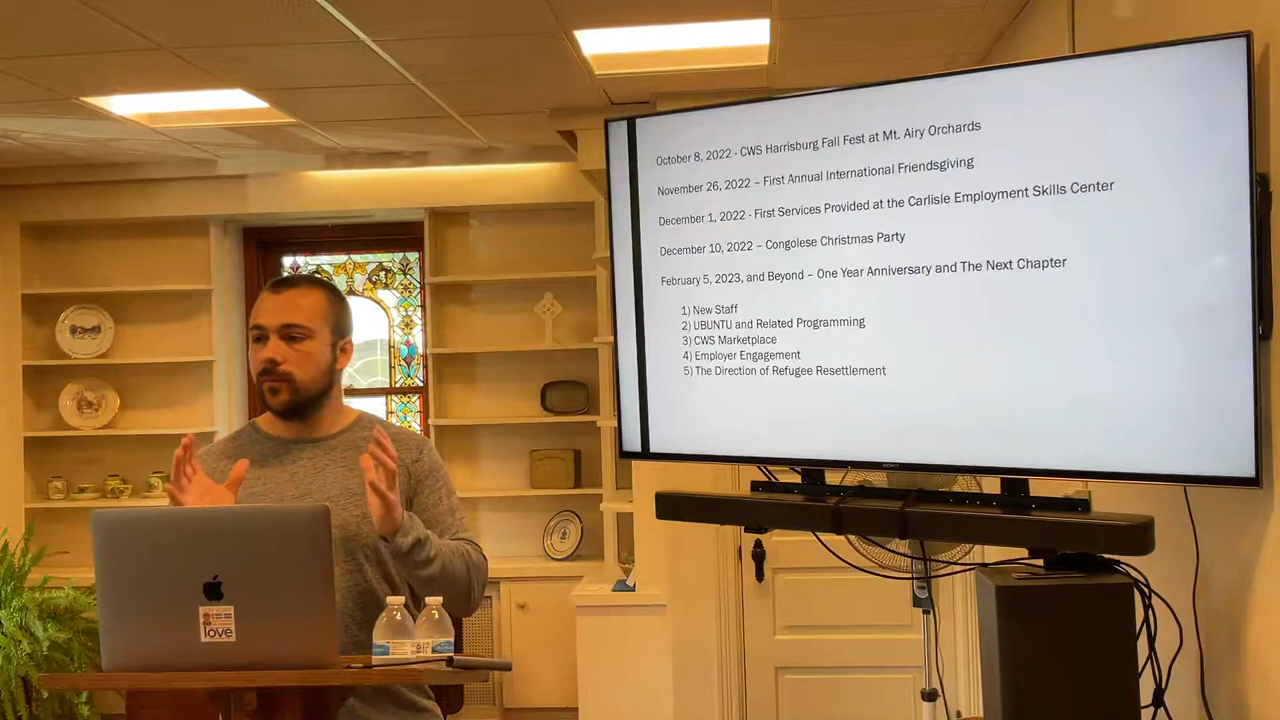 October 8, 2022 - CWS Harrisburg Fall Fest at Mt. Airy Orchards
November 26, 2022 – First Annual International Friendsgiving
December 1, 2022 - First Services Provided at the Carlisle Employment Skills Center
December 10, 2022 – Congolese Christmas Party
February 5, 2023, and Beyond – One Year Anniversary and The Next Chapter
1) New Staff
2) UBUNTU and Related Programming
3) CWS Marketplace
4) Employer Engagement
5) The Direction of Refugee Resettlement
SONY
love